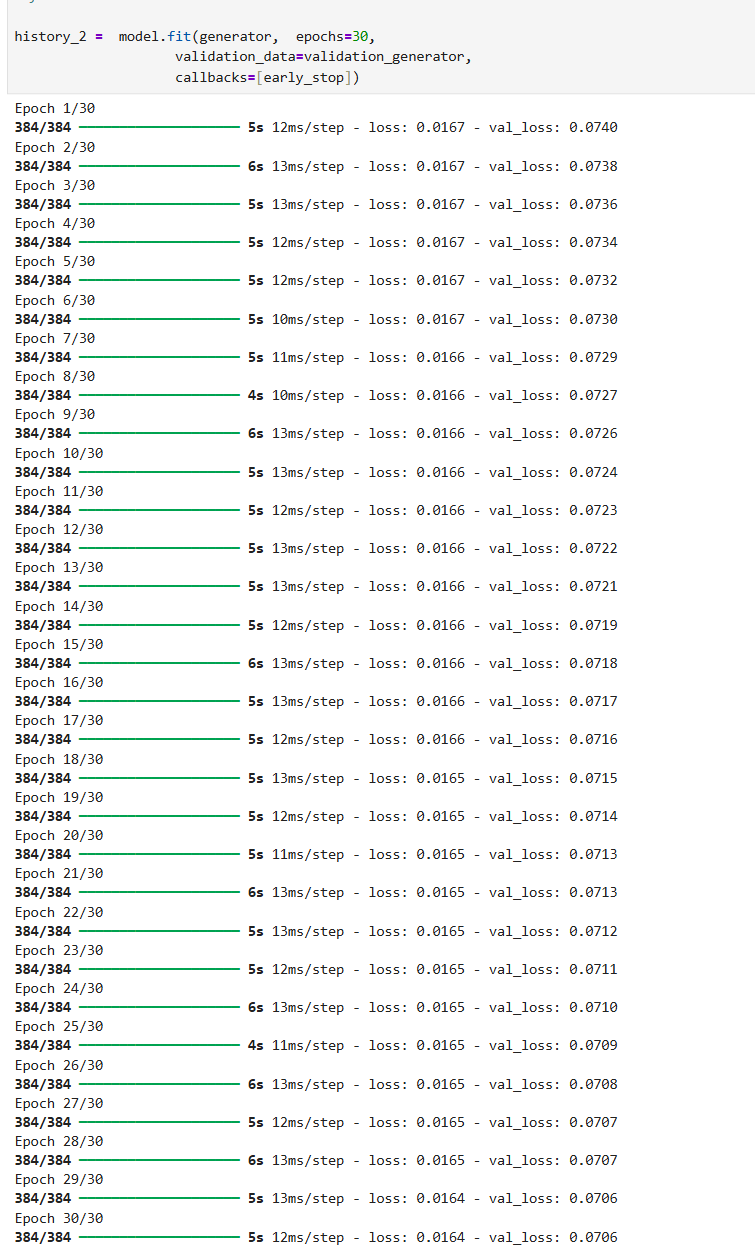 history_2 = model.fit(generator, epochs=30,
validation_data=validation_generator,
callbacks=[early_stop])
Epoch 1/30
384/384 5s 12ms/step - loss: 0.0167 - val_loss: 0.0740
Epoch 2/30
384/384 6s 13ms/step - loss: 0.0167 - val_loss: 0.0738
Epoch 3/30
384/384 5s 13ms/step - loss: 0.0167 - val_loss: 0.0736
Epoch 4/30
384/384 5s 12ms/step - loss: 0.0167 - val_loss: 0.0734
Epoch 5/30
384/384 5s 12ms/step - loss: 0.0167 - val_loss: 0.0732
Epoch 6/30
384/384 5s 10ms/step - loss: 0.0167 - val_loss: 0.0730
Epoch 7/30
384/384 5s 11ms/step - loss: 0.0166 - val_loss: 0.0729
Epoch 8/30
384/384 4s 10ms/step - loss: 0.0166 - val_loss: 0.0727
Epoch 9/30
384/384 6s 13ms/step - loss: 0.0166 - val_loss: 0.0726
Epoch 10/30
384/384 5s 13ms/step - loss: 0.0166 - val_loss: 0.0724
Epoch 11/30
384/384 5s 12ms/step - loss: 0.0166 - val_loss: 0.0723
Epoch 12/30
384/384 5s 13ms/step - loss: 0.0166 - val_loss: 0.0722
Epoch 13/30
384/384 5s 13ms/step - loss: 0.0166 - val_loss: 0.0721
Epoch 14/30
384/384 5s 12ms/step - loss: 0.0166 - val_loss: 0.0719
Epoch 15/30
384/384 6s 13ms/step - loss: 0.0166 - val_loss: 0.0718
Epoch 16/30
384/384 5s 13ms/step - loss: 0.0166 - val_loss: 0.0717
Epoch 17/30
384/384 5s 12ms/step - loss: 0.0166 - val_loss: 0.0716
Epoch 18/30
384/384 5s 13ms/step - loss: 0.0165 - val_loss: 0.0715
Epoch 19/30
384/384 5s 12ms/step - loss: 0.0165 - val_loss: 0.0714
Epoch 20/30
384/384 5s 11ms/step - loss: 0.0165 - val_loss: 0.0713
Epoch 21/30
384/384 6s 13ms/step - loss: 0.0165 - val_loss: 0.0713
Epoch 22/30
384/384 5s 13ms/step - loss: 0.0165 - val_loss: 0.0712
Epoch 23/30
384/384 5s 12ms/step - loss: 0.0165 - val_loss: 0.0711
Epoch 24/30
384/384 6s 13ms/step - loss: 0.0165 - val_loss: 0.0710
Epoch 25/30
384/384 4s 11ms/step - loss: 0.0165 - val_loss: 0.0709
Epoch 26/30
384/384 6s 13ms/step - loss: 0.0165 - val_loss: 0.0708
Epoch 27/30
384/384 5s 12ms/step - loss: 0.0165 - val_loss: 0.0707
Epoch 28/30
384/384 6s 13ms/step - loss: 0.0165 - val_loss: 0.0707
Epoch 29/30
384/384 5s 13ms/step - loss: 0.0164 - val_loss: 0.0706
Epoch 30/30
384/384 5s 12ms/step - loss: 0.0164 - val_loss: 0.0706